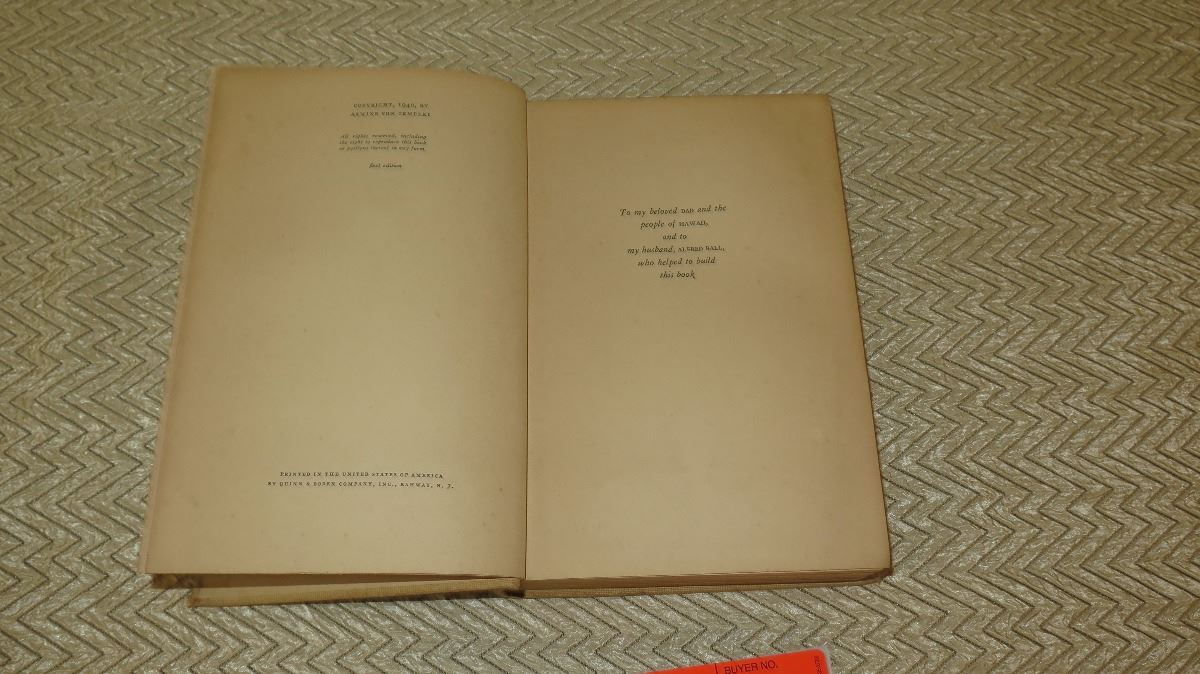 COPYRIGHT, 1940, BY
ARMINE VON TEMPSKI
All rights reserved, including
the right to reproduce this book
or portions thereof in any form.
first edition
PRINTED IN THE UNITED STATES OF AMERICA
BY QUINN & BODEN COMPANY, INC., RAHWAY, N. J.
To my beloved DAD and the
people of HAWAII,
and to
my husband, ALFRED BALL,
who helped to build
this book
BUYER NO.